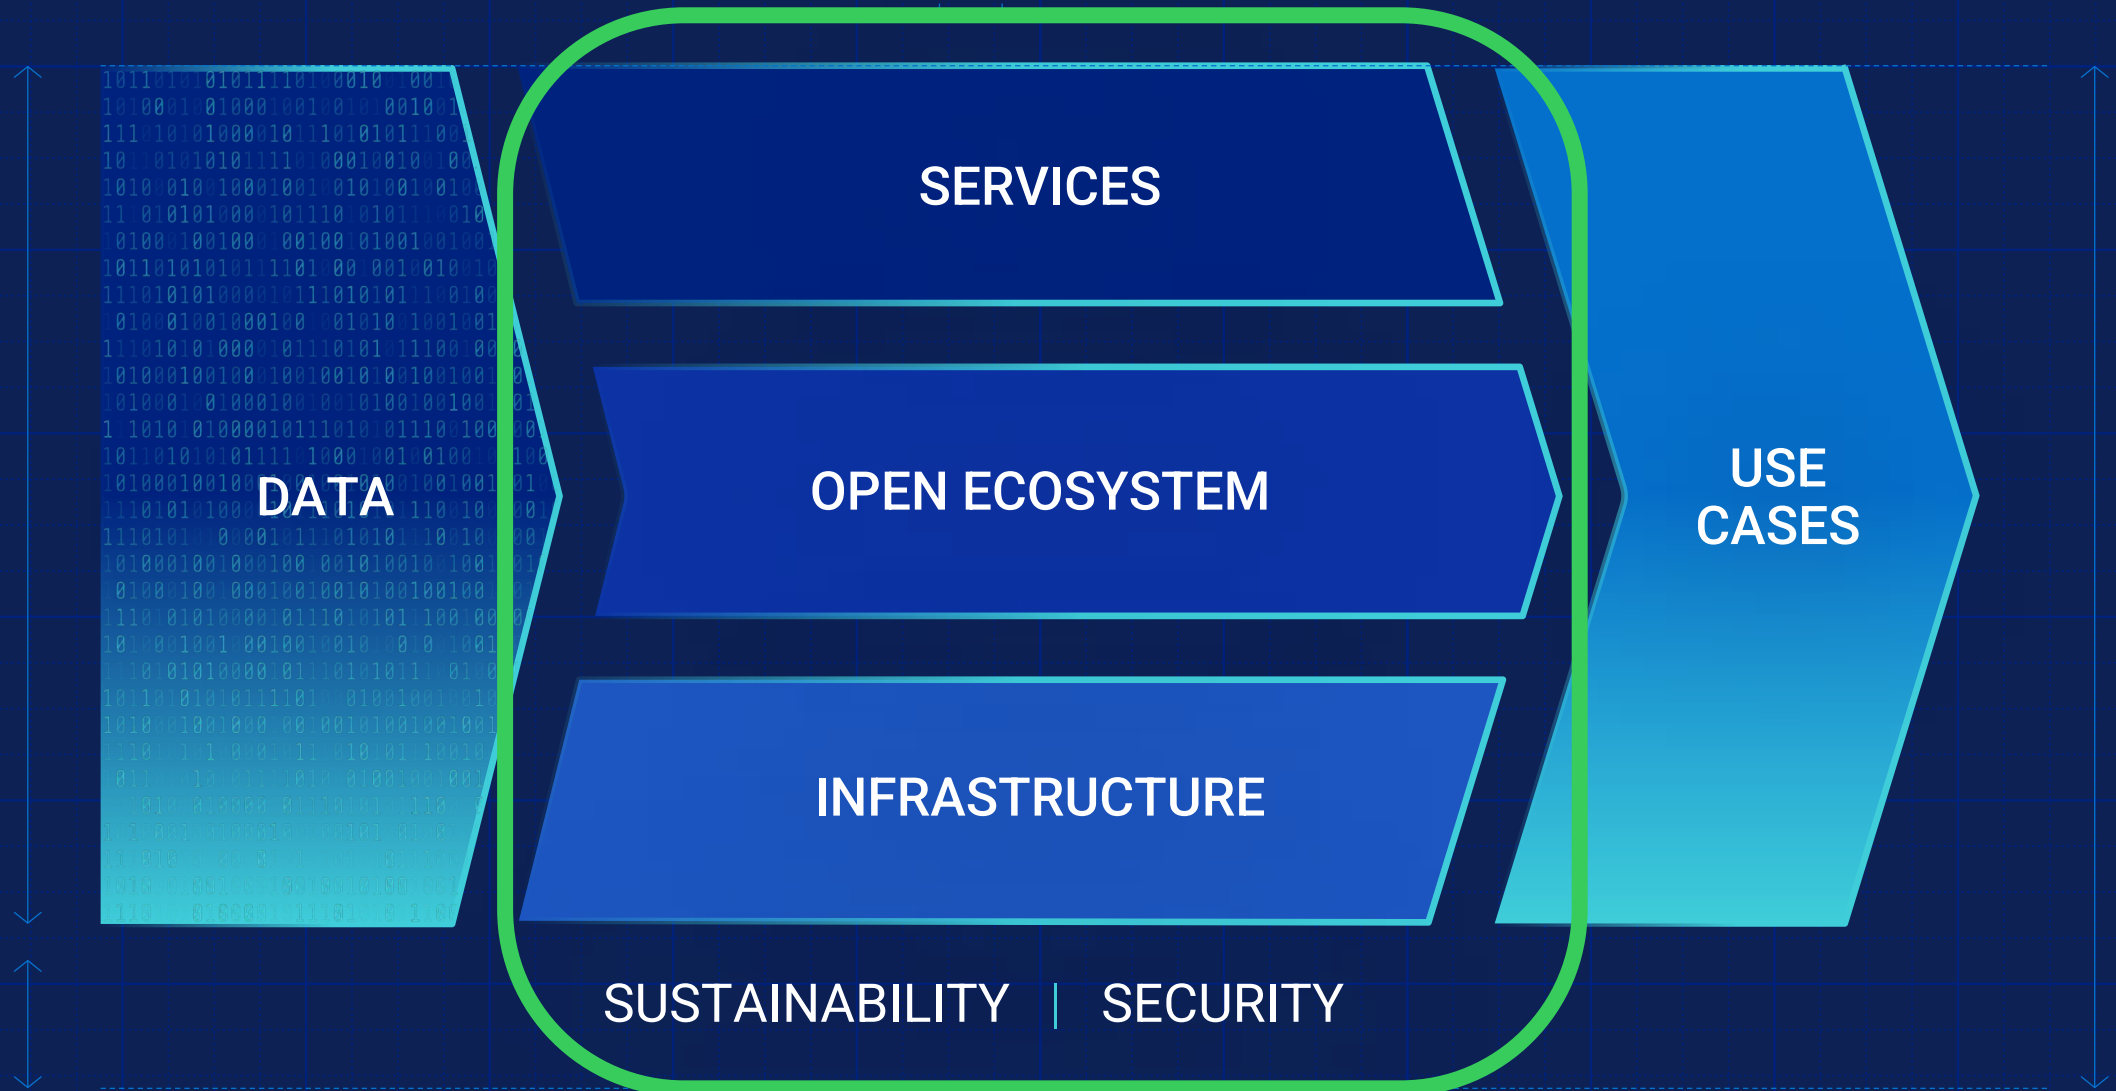 SERVICES
DATA
OPEN ECOSYSTEM
USE
CASES
INFRASTRUCTURE
SUSTAINABILITY | SECURITY